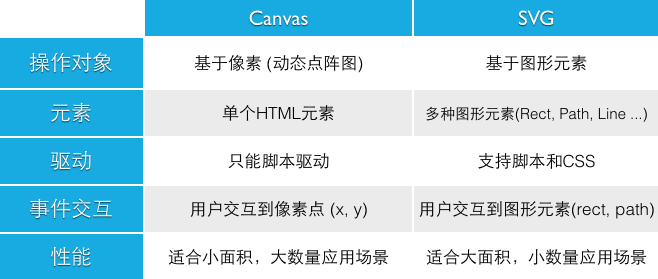 Canvas SVG
操作对象 基于像素 (动态点阵图) 基于图形元素
元素 单个HTML元素 多种图形元素(Rect, Path, Line ...)
驱动 只能脚本驱动 支持脚本和CSS
事件交互 用户交互到像素点 (x, y) 用户交互到图形元素(rect, path)
性能 适合小面积，大数量应用场景 适合大面积，小数量应用场景